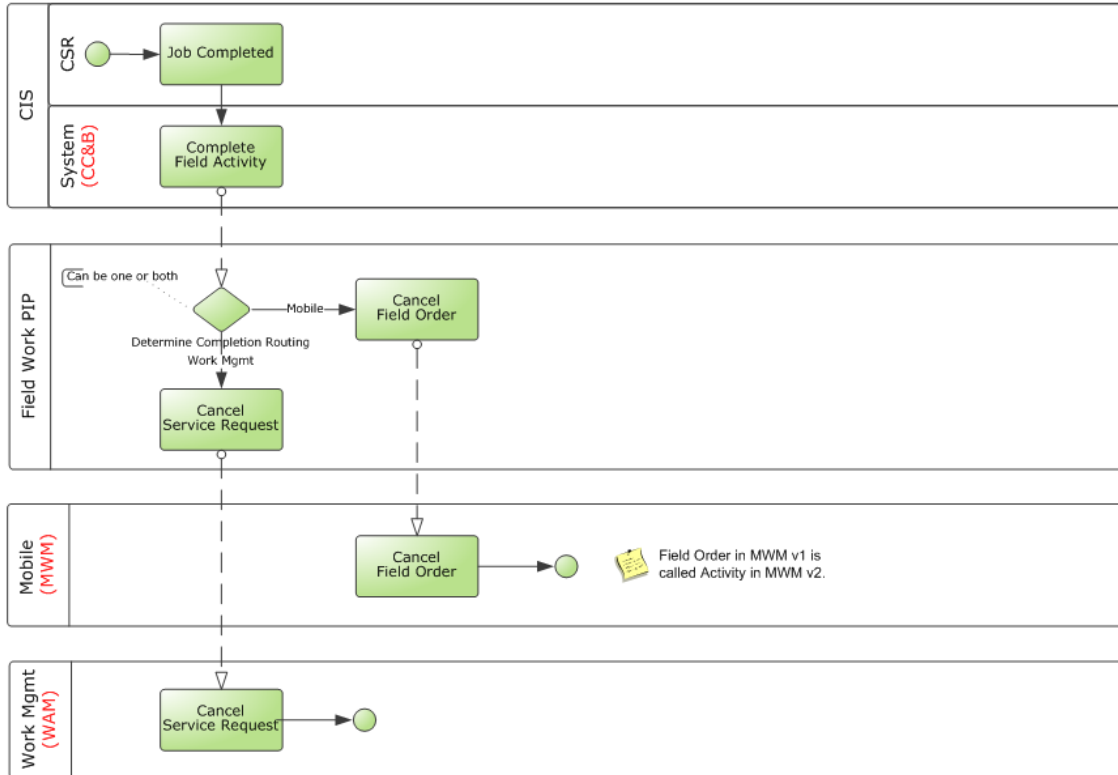 CIS
CSR
Job Completed
System
(CC&B)
Complete
Field Activity
Field Work PIP
Can be one or both
Mobile
Cancel
Field Order
Determine Completion Routing
Work Mgmt
Cancel
Service Request
Mobile
(MWM)
Cancel
Field Order
Field Order in MWM v1 is
called Activity in MWM v2.
Work Mgmt
(WAM)
Cancel
Service Request